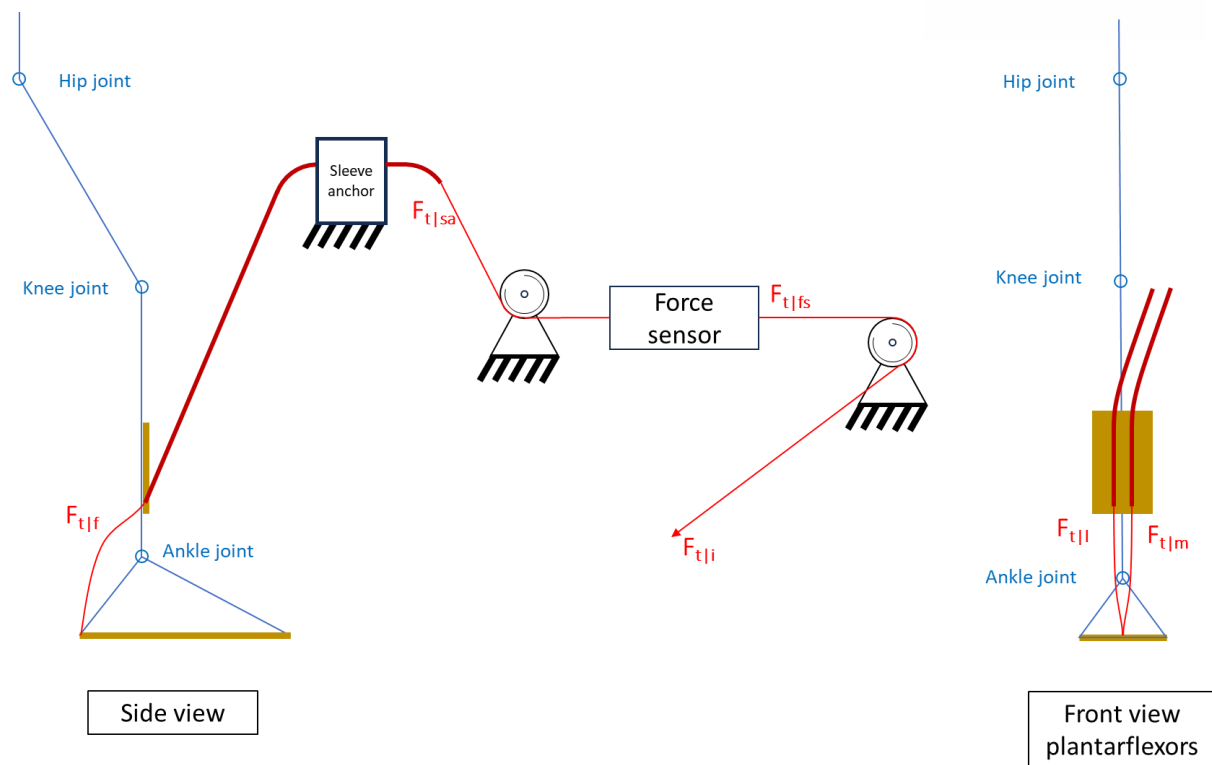 Hip joint
Knee joint
F_t|f
Ankle joint
Sleeve
anchor
F_t|sa
Force
sensor
F_t|fs
F_t|i
Side view
Hip joint
Knee joint
F_t|l
F_t|m
Ankle joint
Front view
plantarflexors